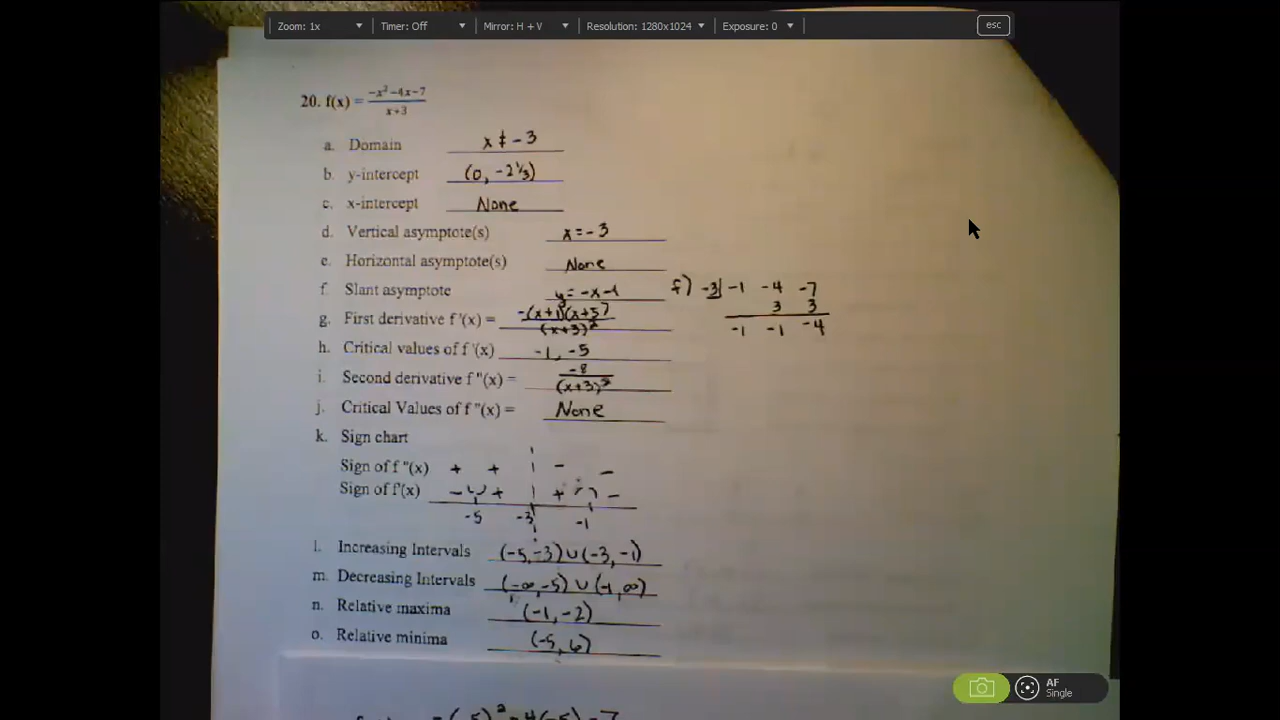 Zoom: 1x Timer: Off Mirror: H + V Resolution: 1280x1024 Exposure: 0 esc
20. f(x) = (-x²-4x-7)/(x+3)
a. Domain x ≠ -3
b. y-intercept (0, -2⅓)
c. x-intercept None
d. Vertical asymptote(s) x = -3
e. Horizontal asymptote(s) None
f. Slant asymptote y = -x-1
f) -3| -1 -4 -7
3 3
-1 -1 -4
g. First derivative f'(x) = -(x+1)(x+5)/(x+3)²
h. Critical values of f'(x) -1, -5
i. Second derivative f"(x) = -8/(x+3)³
j. Critical Values of f"(x) = None
k. Sign chart
Sign of f"(x) + + - -
Sign of f'(x) - + + -
-5 -3 -1
l. Increasing Intervals (-5,-3) ∪ (-3, -1)
m. Decreasing Intervals (-∞, -5) ∪ (-1, ∞)
n. Relative maxima (-1, -2)
o. Relative minima (-5, 6)
AF
Single